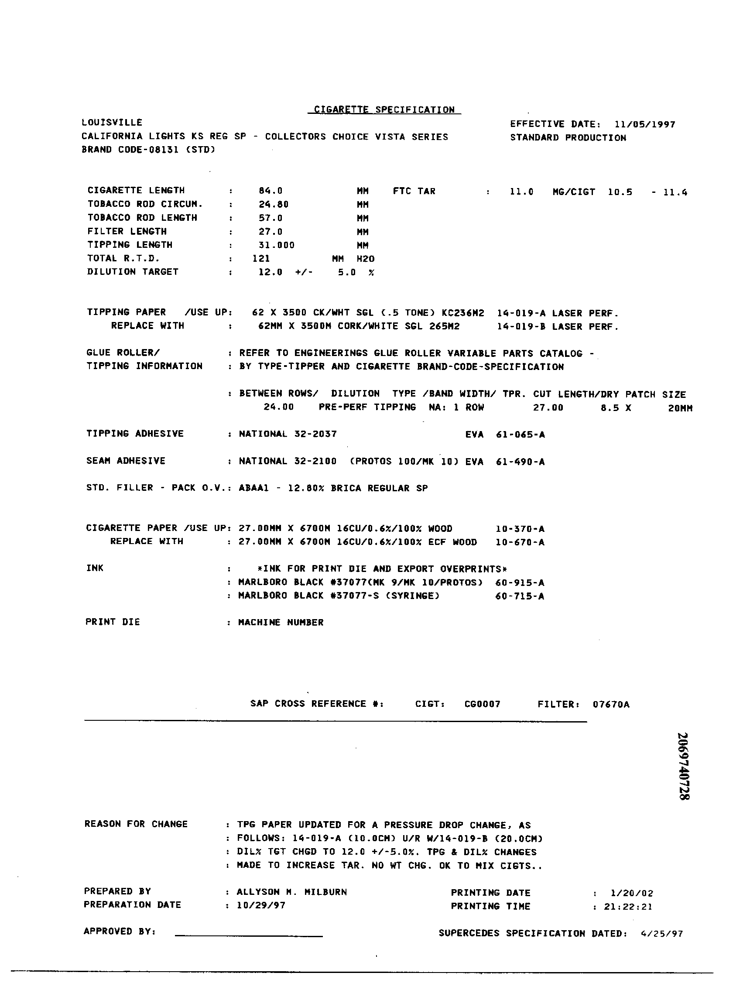 CIGARETTE SPECIFICATION
LOUISVILLE EFFECTIVE DATE: 11/05/1997
CALIFORNIA LIGHTS KS REG SP - COLLECTORS CHOICE VISTA SERIES STANDARD PRODUCTION
BRAND CODE-08131 (STD)
CIGARETTE LENGTH : 84.0 MM FTC TAR : 11.0 MG/CIGT 10.5 - 11.4
TOBACCO ROD CIRCUM. : 24.80 MM
TOBACCO ROD LENGTH : 57.0 MM
FILTER LENGTH : 27.0 MM
TIPPING LENGTH : 31.000 MM
TOTAL R.T.D. : 121 MM H2O
DILUTION TARGET : 12.0 +/- 5.0 %
TIPPING PAPER /USE UP: 62 X 3500 CK/WHT SGL (.5 TONE) KC236M2 14-019-A LASER PERF.
REPLACE WITH : 62MM X 3500M CORK/WHITE SGL 265M2 14-019-B LASER PERF.
GLUE ROLLER/ : REFER TO ENGINEERINGS GLUE ROLLER VARIABLE PARTS CATALOG -
TIPPING INFORMATION : BY TYPE-TIPPER AND CIGARETTE BRAND-CODE-SPECIFICATION
: BETWEEN ROWS/ DILUTION TYPE /BAND WIDTH/ TPR. CUT LENGTH/DRY PATCH SIZE
24.00 PRE-PERF TIPPING NA: 1 ROW 27.00 8.5 X 20MM
TIPPING ADHESIVE : NATIONAL 32-2037 EVA 61-065-A
SEAM ADHESIVE : NATIONAL 32-2100 (PROTOS 100/MK 10) EVA 61-490-A
STD. FILLER - PACK O.V.: ABAA1 - 12.80% BRICA REGULAR SP
CIGARETTE PAPER /USE UP: 27.00MM X 6700M 16CU/0.6%/100% WOOD 10-370-A
REPLACE WITH : 27.00MM X 6700M 16CU/0.6%/100% ECF WOOD 10-670-A
INK : *INK FOR PRINT DIE AND EXPORT OVERPRINTS*
: MARLBORO BLACK #37077(MK 9/MK 10/PROTOS) 60-915-A
: MARLBORO BLACK #37077-S (SYRINGE) 60-715-A
PRINT DIE : MACHINE NUMBER
SAP CROSS REFERENCE #: CIGT: CG0007 FILTER: 07670A
2069740728
REASON FOR CHANGE : TPG PAPER UPDATED FOR A PRESSURE DROP CHANGE, AS
: FOLLOWS: 14-019-A (10.0CM) U/R W/14-019-B (20.0CM)
: DIL% TGT CHGD TO 12.0 +/-5.0%. TPG & DIL% CHANGES
: MADE TO INCREASE TAR. NO WT CHG. OK TO MIX CIGTS..
PREPARED BY : ALLYSON M. MILBURN PRINTING DATE : 1/20/02
PREPARATION DATE : 10/29/97 PRINTING TIME : 21:22:21
APPROVED BY: SUPERCEDES SPECIFICATION DATED: 4/25/97